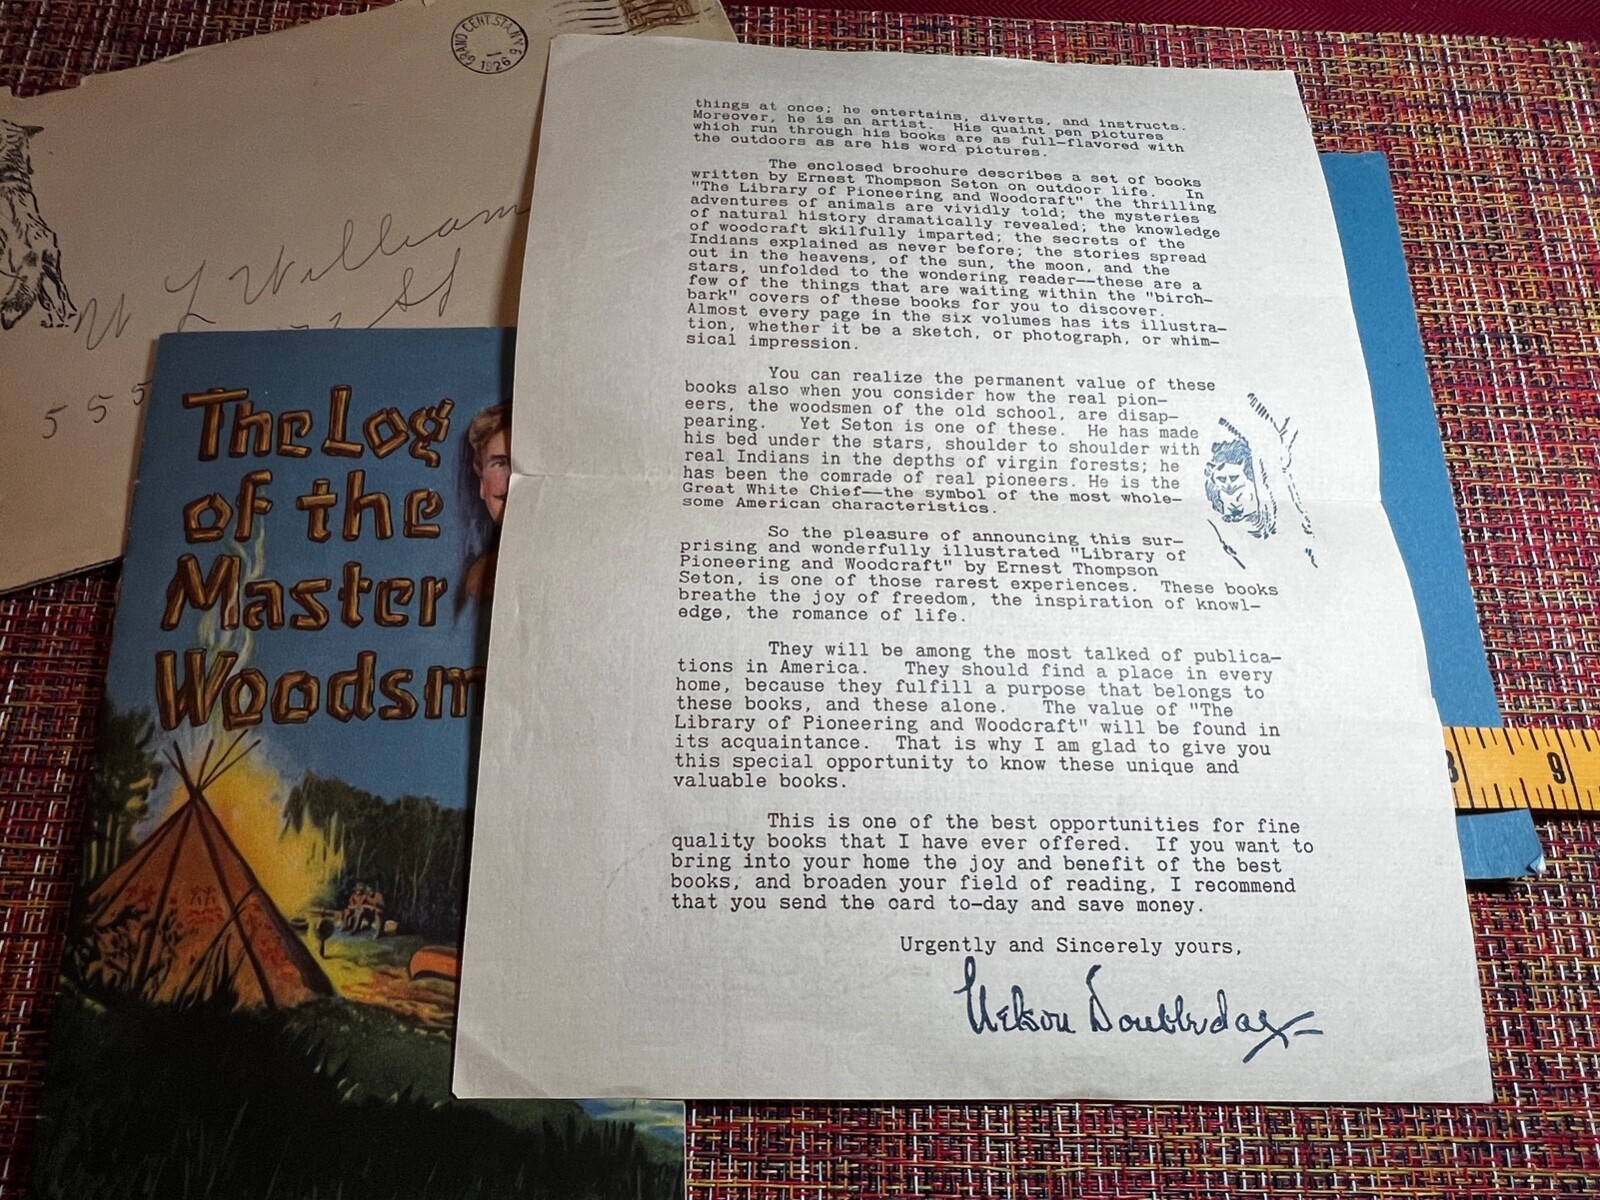 GRAND CENT. STA. N.Y.
1926
W L Williams
St
555
The Log
of the
Master
Woodsm
things at once; he entertains, diverts, and instructs.
Moreover, he is an artist. His quaint pen pictures
which run through his books are as full-flavored with
the outdoors as are his word pictures.
The enclosed brochure describes a set of books
written by Ernest Thompson Seton on outdoor life. In
"The Library of Pioneering and Woodcraft" the thrilling
adventures of animals are vividly told; the mysteries
of natural history dramatically revealed; the knowledge
of woodcraft skilfully imparted; the secrets of the
Indians explained as never before; the stories spread
out in the heavens, of the sun, the moon, and the
stars, unfolded to the wondering reader--these are a
few of the things that are waiting within the "birch-
bark" covers of these books for you to discover.
Almost every page in the six volumes has its illustra-
tion, whether it be a sketch, or photograph, or whim-
sical impression.
You can realize the permanent value of these
books also when you consider how the real pion-
eers, the woodsmen of the old school, are disap-
pearing. Yet Seton is one of these. He has made
his bed under the stars, shoulder to shoulder with
real Indians in the depths of virgin forests; he
has been the comrade of real pioneers. He is the
Great White Chief--the symbol of the most whole-
some American characteristics.
So the pleasure of announcing this sur-
prising and wonderfully illustrated "Library of
Pioneering and Woodcraft" by Ernest Thompson
Seton, is one of those rarest experiences. These books
breathe the joy of freedom, the inspiration of knowl-
edge, the romance of life.
They will be among the most talked of publica-
tions in America. They should find a place in every
home, because they fulfill a purpose that belongs to
these books, and these alone. The value of "The
Library of Pioneering and Woodcraft" will be found in
its acquaintance. That is why I am glad to give you
this special opportunity to know these unique and
valuable books.
This is one of the best opportunities for fine
quality books that I have ever offered. If you want to
bring into your home the joy and benefit of the best
books, and broaden your field of reading, I recommend
that you send the card to-day and save money.
Urgently and Sincerely yours,
Nelson Doubleday
8 9